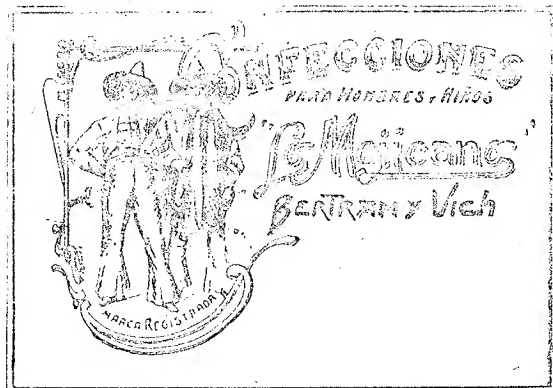 CONFECCIONES
PARA HOMBRES Y NIÑOS
"La Mejicana"
BERTRAN Y VICH
MARCA REGISTRADA